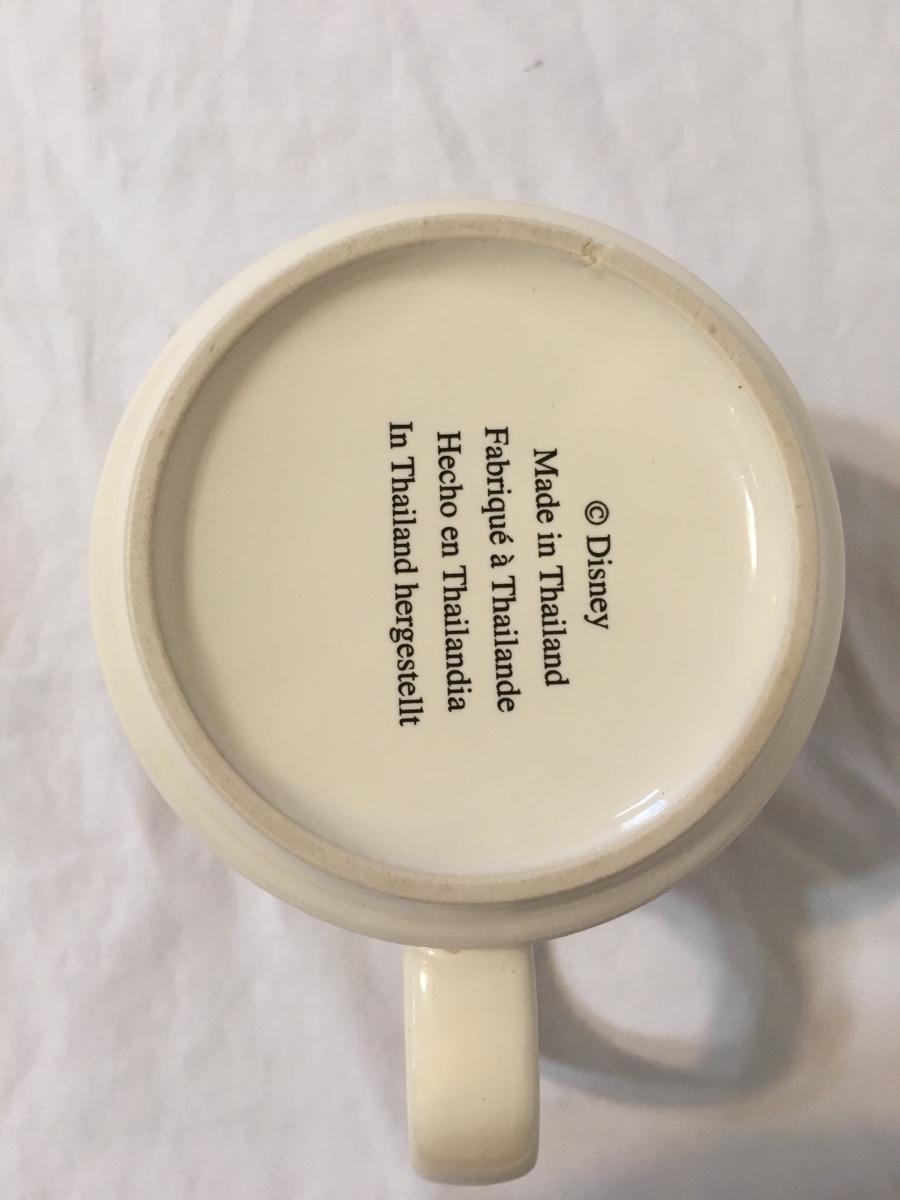 © Disney
Made in Thailand
Fabriqué à Thailande
Hecho en Thailandia
In Thailand hergestellt